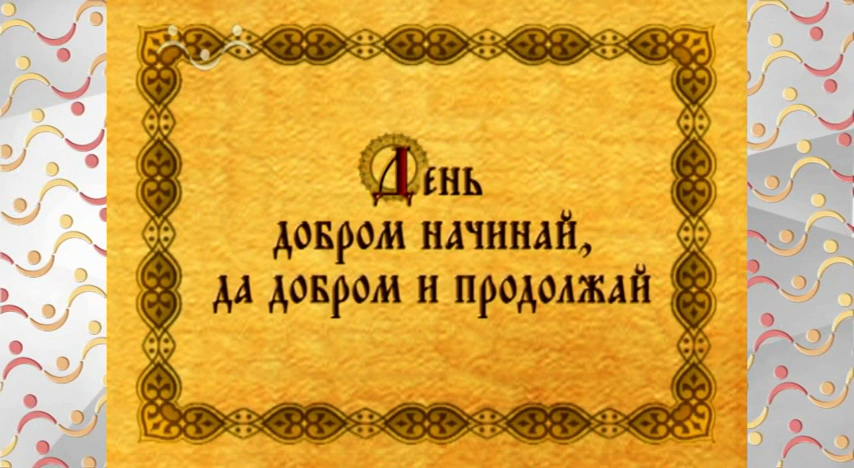 День
добром начинай,
да добром и продолжай